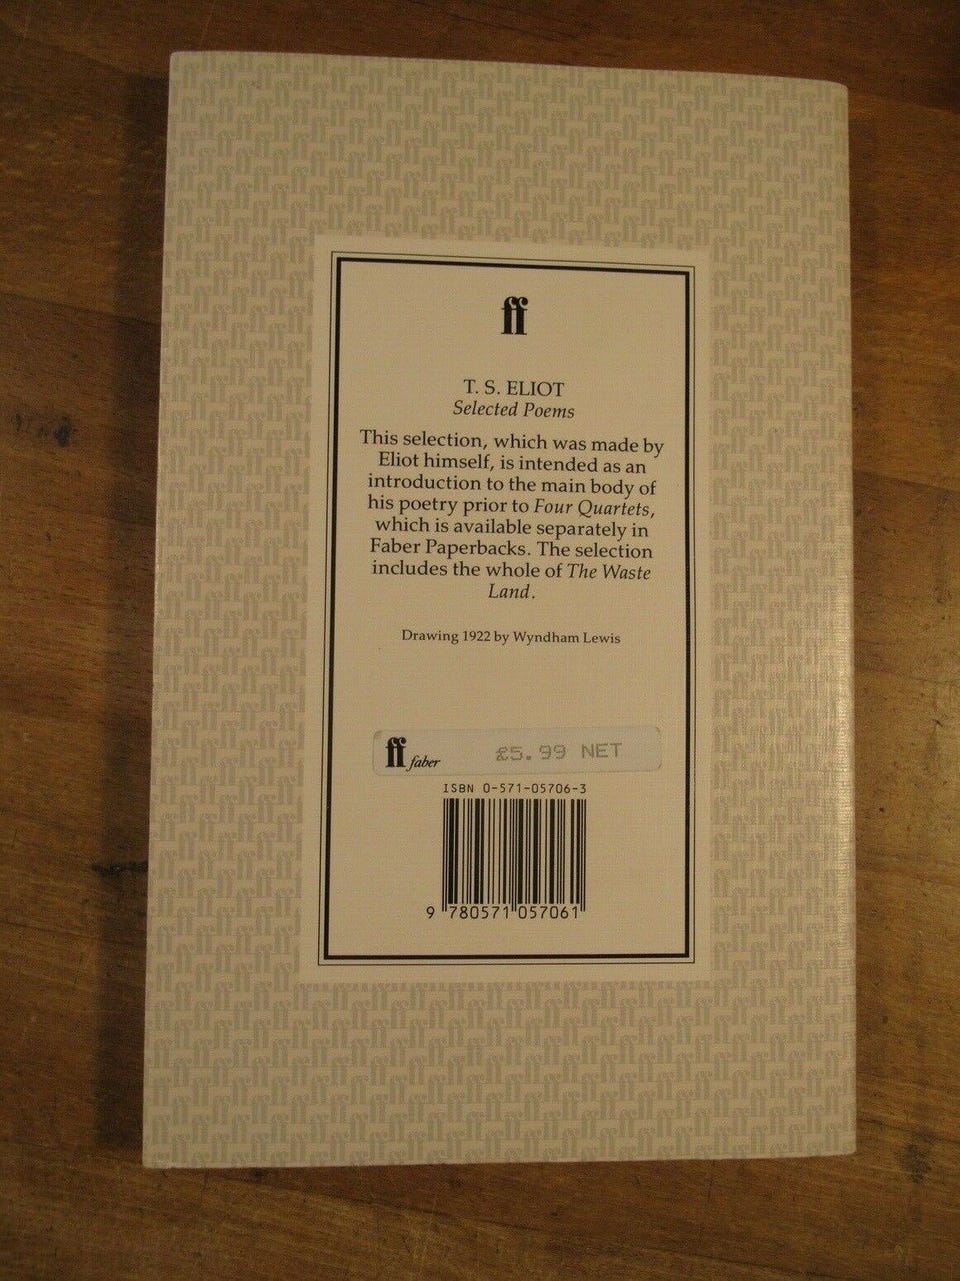 ff
T. S. ELIOT
Selected Poems
This selection, which was made by
Eliot himself, is intended as an
introduction to the main body of
his poetry prior to Four Quartets,
which is available separately in
Faber Paperbacks. The selection
includes the whole of The Waste
Land.
Drawing 1922 by Wyndham Lewis
ff faber £5.99 NET
ISBN 0-571-05706-3
9 780571 057061